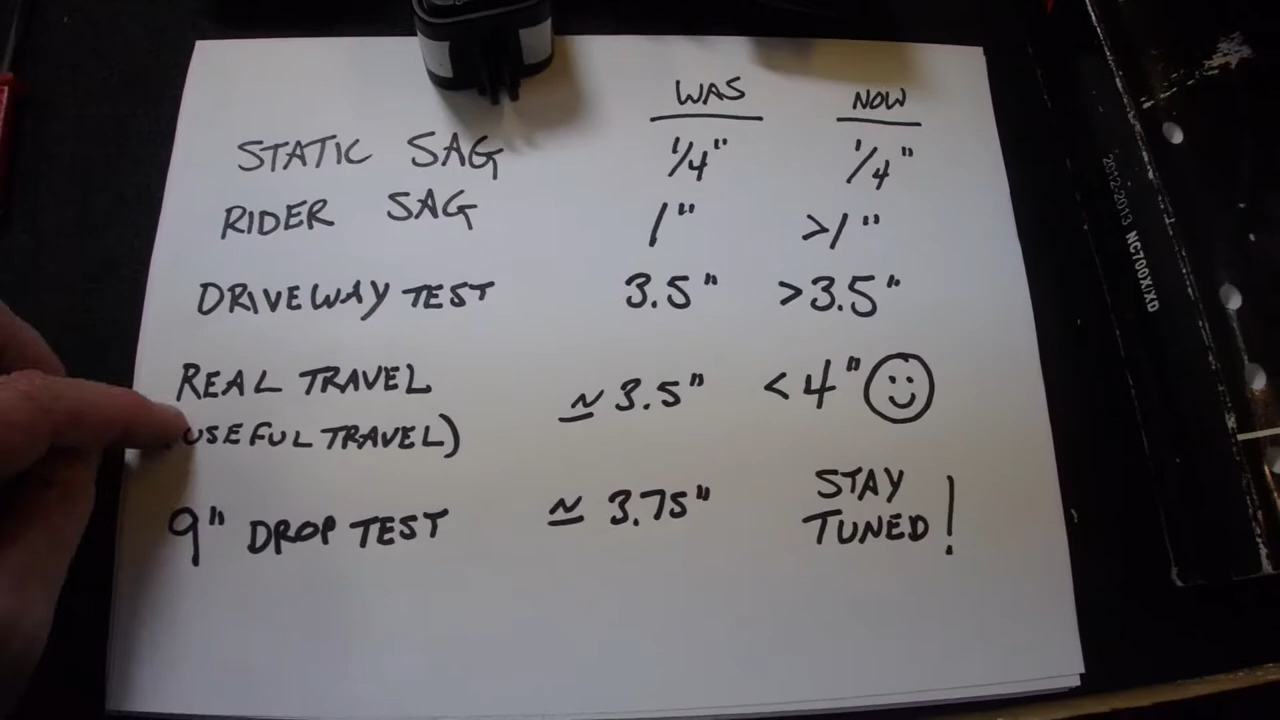 WAS NOW
STATIC SAG 1/4" 1/4"
RIDER SAG 1" >1"
DRIVEWAY TEST 3.5" >3.5"
REAL TRAVEL ≃ 3.5" <4"
USEFUL TRAVEL)
9" DROP TEST ≃ 3.75" STAY TUNED!
2012-2013 NC700X/XD